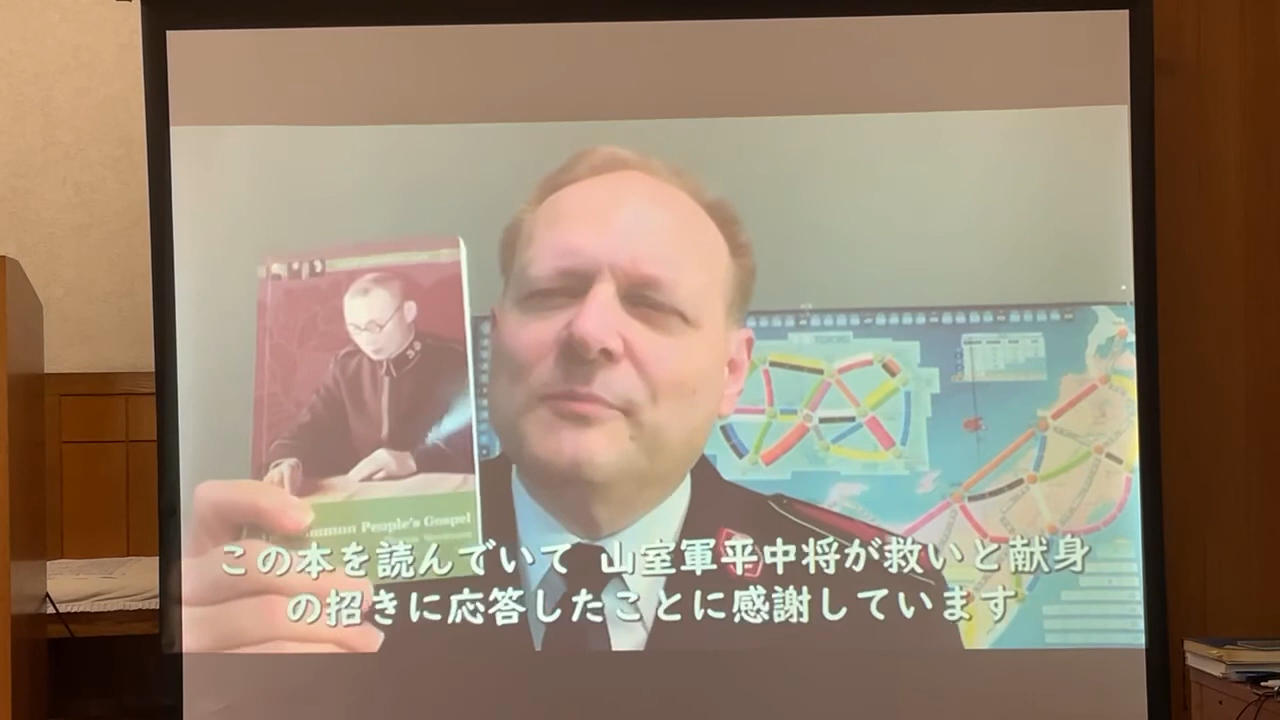 People's Gospel
この本を読んでいて 山室軍平中将が救いと献身
の招きに応答したことに感謝しています